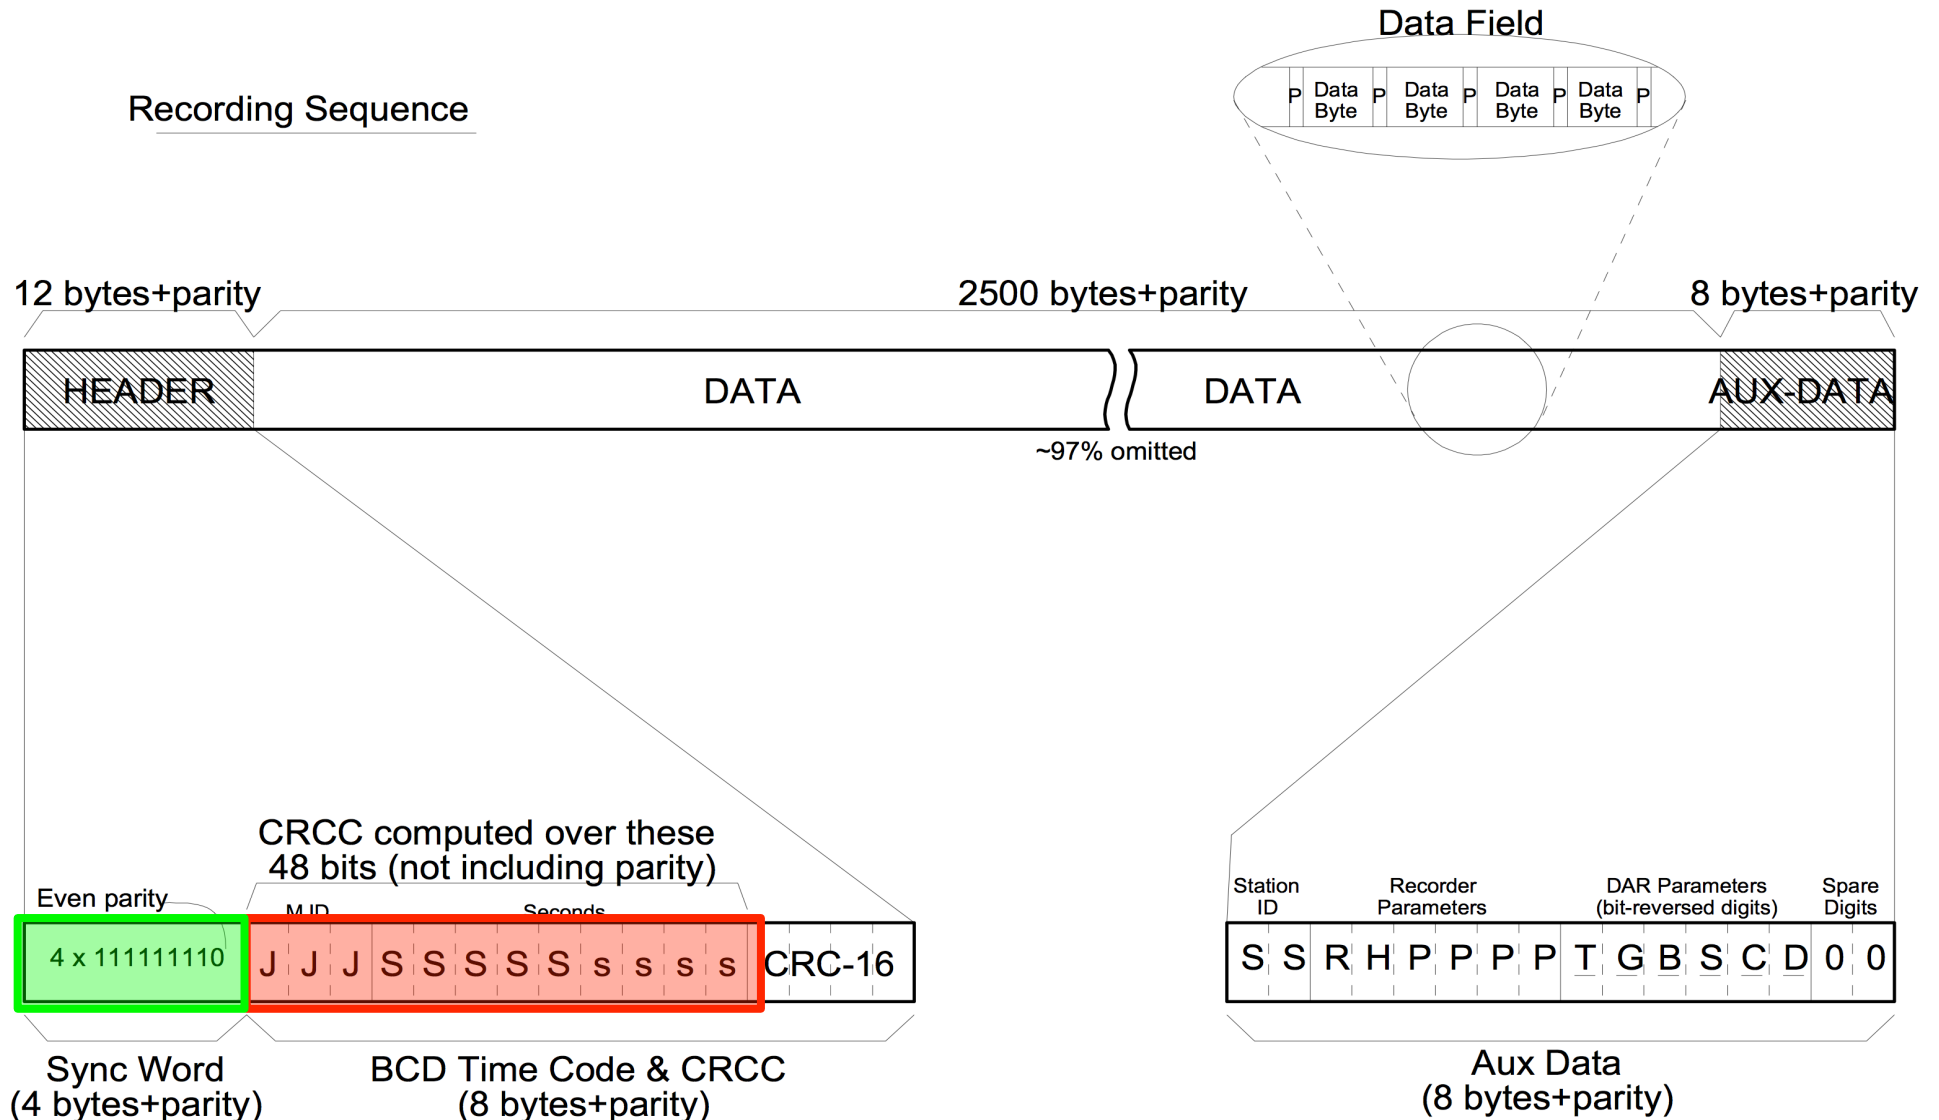 Data Field
P Data Byte P Data Byte P Data Byte P Data Byte P
Recording Sequence
12 bytes+parity
2500 bytes+parity
8 bytes+parity
HEADER
DATA
DATA
AUX-DATA
~97% omitted
CRCC computed over these
48 bits (not including parity)
Even parity
MJD
Seconds
4 x 111111110
J J J S S S S S s s s s
CRC-16
Station
ID
Recorder
Parameters
DAR Parameters
(bit-reversed digits)
Spare
Digits
S S R H P P P P T G B S C D 0 0
Sync Word
(4 bytes+parity)
BCD Time Code & CRCC
(8 bytes+parity)
Aux Data
(8 bytes+parity)